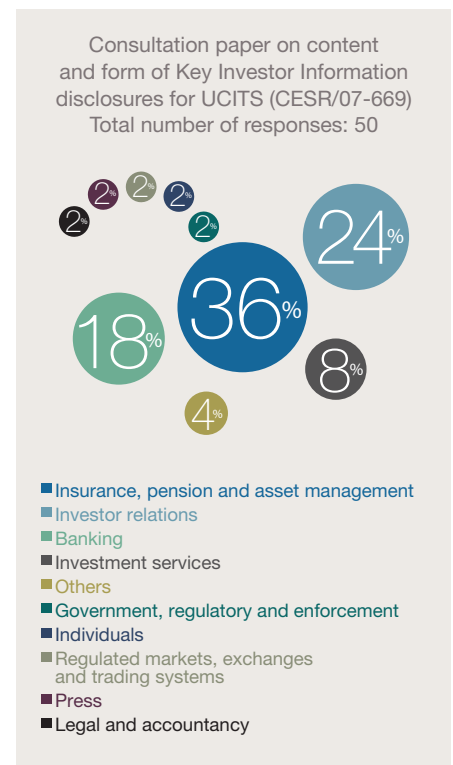 Consultation paper on content
and form of Key Investor Information
disclosures for UCITS (CESR/07-669)
Total number of responses: 50
2%
2%
2%
2%
2%
24%
36%
18%
8%
4%
Insurance, pension and asset management
Investor relations
Banking
Investment services
Others
Government, regulatory and enforcement
Individuals
Regulated markets, exchanges
and trading systems
Press
Legal and accountancy